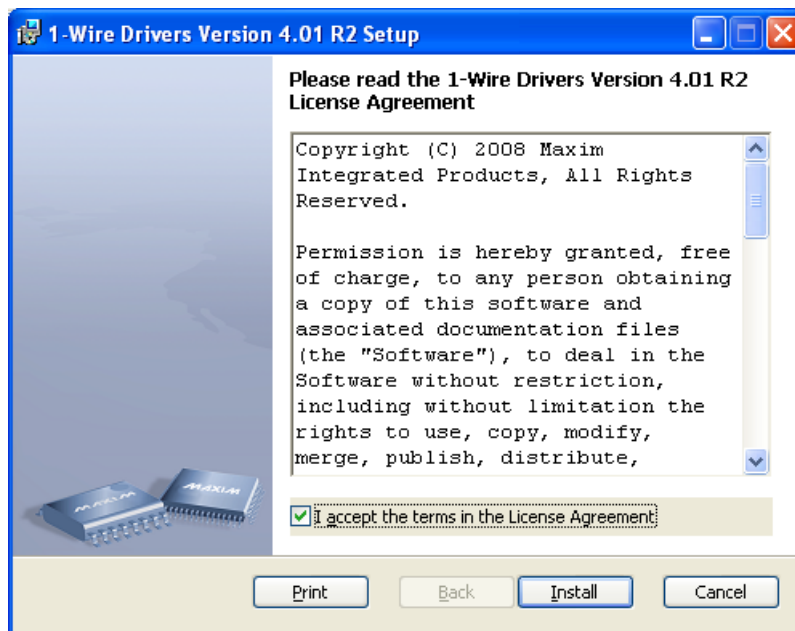 1-Wire Drivers Version 4.01 R2 Setup
Please read the 1-Wire Drivers Version 4.01 R2
License Agreement
Copyright (C) 2008 Maxim
Integrated Products, All Rights
Reserved.
Permission is hereby granted, free
of charge, to any person obtaining
a copy of this software and
associated documentation files
(the "Software"), to deal in the
Software without restriction,
including without limitation the
rights to use, copy, modify,
merge, publish, distribute,
MAXIM
MAXIM
I accept the terms in the License Agreement
Print
Back
Install
Cancel